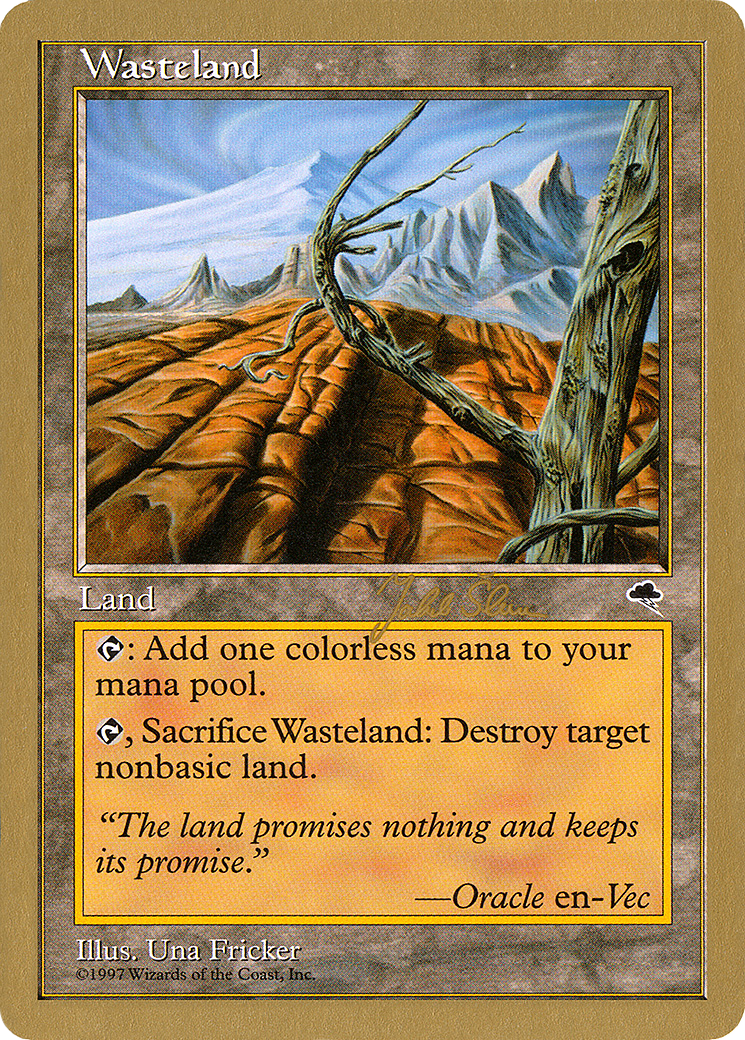 Wasteland
Land
: Add one colorless mana to your
mana pool.
, Sacrifice Wasteland: Destroy target
nonbasic land.
“The land promises nothing and keeps
its promise.”
—Oracle en-Vec
Illus. Una Fricker
©1997 Wizards of the Coast, Inc.